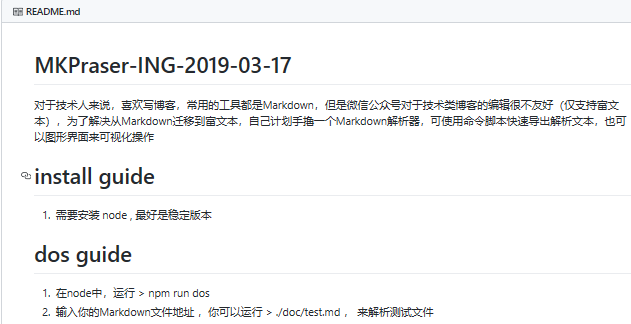 README.md
MKPraser-ING-2019-03-17
对于技术人来说，喜欢写博客，常用的工具都是Markdown，但是微信公众号对于技术类博客的编辑很不友好（仅支持富文
本），为了解决从Markdown迁移到富文本，自己计划手撸一个Markdown解析器，可使用命令脚本快速导出解析文本，也可
以图形界面来可视化操作
install guide
1. 需要安装 node , 最好是稳定版本
dos guide
1. 在node中，运行 > npm run dos
2. 输入你的Markdown文件地址 ，你可以运行 > ./doc/test.md ， 来解析测试文件